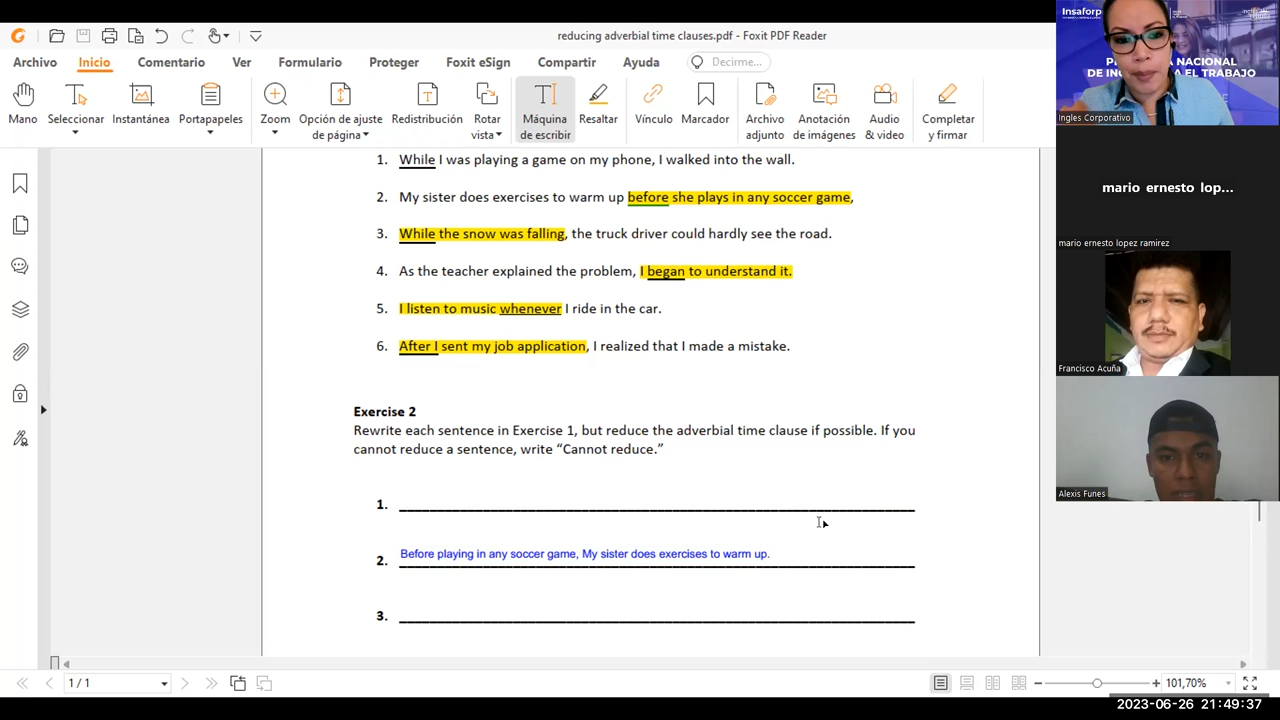 reducing adverbial time clauses.pdf - Foxit PDF Reader
Archivo Inicio Comentario Ver Formulario Proteger Foxit eSign Compartir Ayuda Decirme...
Mano Seleccionar Instantánea Portapapeles Zoom Opción de ajuste de página Redistribución Rotar vista Máquina de escribir Resaltar Vínculo Marcador Archivo adjunto Anotación de imágenes Audio & video Completar y firmar
1. While I was playing a game on my phone, I walked into the wall.
2. My sister does exercises to warm up before she plays in any soccer game,
3. While the snow was falling, the truck driver could hardly see the road.
4. As the teacher explained the problem, I began to understand it.
5. I listen to music whenever I ride in the car.
6. After I sent my job application, I realized that I made a mistake.
Exercise 2
Rewrite each sentence in Exercise 1, but reduce the adverbial time clause if possible. If you
cannot reduce a sentence, write “Cannot reduce.”
1.
2. Before playing in any soccer game, My sister does exercises to warm up.
3.
1 / 1
101,70%
Insaforp
NACIONAL
DE IN
EL TRABAJO
Ingles Corporativo
mario ernesto lop...
mario ernesto lopez ramirez
Francisco Acuña
Alexis Funes
2023-06-26 21:49:37